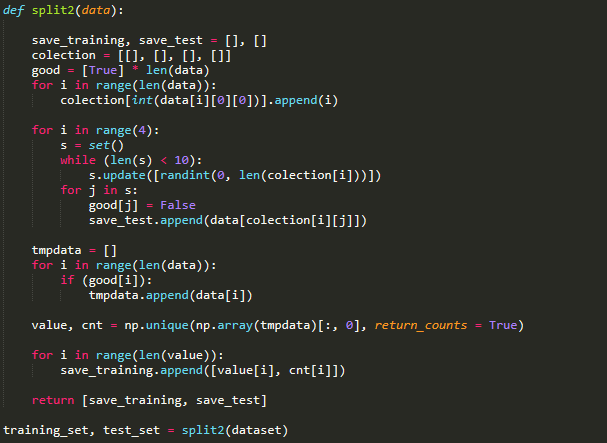 def split2(data):
save_training, save_test = [], []
colection = [[], [], [], []]
good = [True] * len(data)
for i in range(len(data)):
colection[int(data[i][0][0])].append(i)
for i in range(4):
s = set()
while (len(s) < 10):
s.update([randint(0, len(colection[i]))])
for j in s:
good[j] = False
save_test.append(data[colection[i][j]])
tmpdata = []
for i in range(len(data)):
if (good[i]):
tmpdata.append(data[i])
value, cnt = np.unique(np.array(tmpdata)[:, 0], return_counts = True)
for i in range(len(value)):
save_training.append([value[i], cnt[i]])
return [save_training, save_test]
training_set, test_set = split2(dataset)